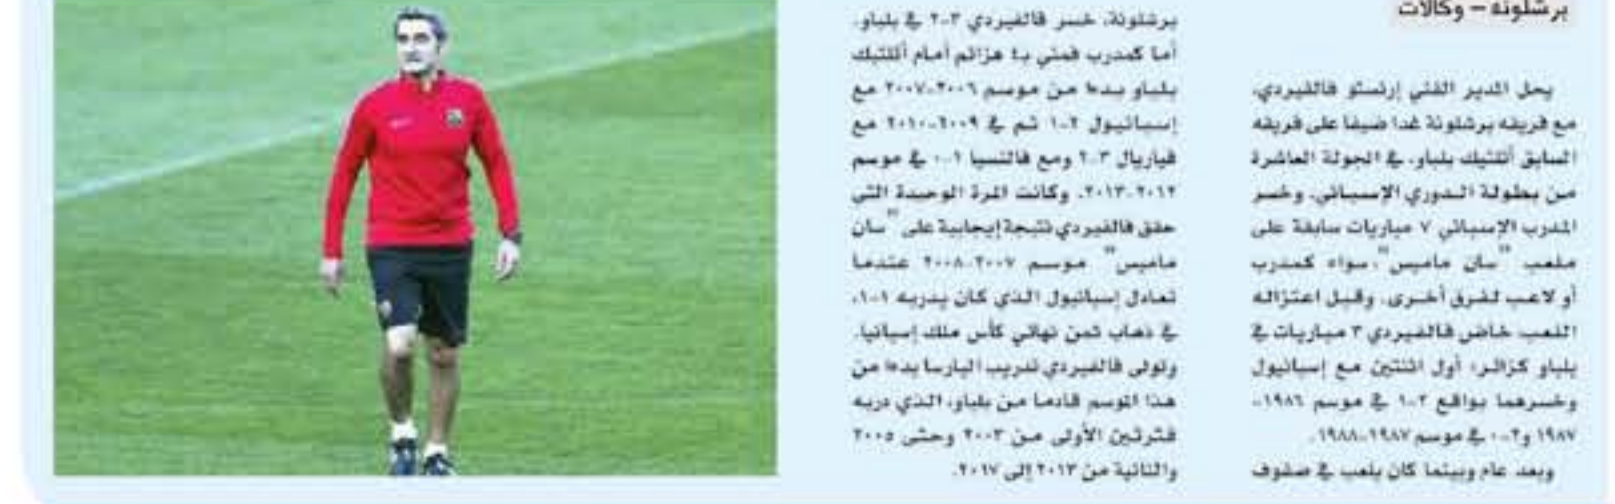 برشلونة – وكالات
يحل المدير الفني إرنستو فالفيردي،
مع فريقه برشلونة غدا ضيفا على فريقه
السابق أتلتيك بلباو، في الجولة العاشرة
من بطولة الدوري الإسباني. وخسر
المدرب الإسباني ٧ مباريات سابقة على
ملعب "سان ماميس"، سواء كمدرب
أو لاعب لفرق أخرى. وقبل اعتزاله
اللعب، خاض فالفيردي ٣ مباريات في
بلباو كزائر، أول اثنتين مع إسبانيول
وخسرهما بواقع ٢-١ في موسم ١٩٨٦-
١٩٨٧ و٢-٠ في موسم ١٩٨٧-١٩٨٨.
وبعد عام وبينما كان يلعب في صفوف
برشلونة، خسر فالفيردي ٣-٢ في بلباو.
أما كمدرب فمني بـ٤ هزائم أمام أتلتيك
بلباو بدءا من موسم ٢٠٠٦-٢٠٠٧ مع
إسبانيول ٢-١ ثم في ٢٠٠٩-٢٠١٠ مع
فياريال ٣-٢ ومع فالنسيا ١-٠ في موسم
٢٠١٢-٢٠١٣. وكانت المرة الوحيدة التي
حقق فالفيردي نتيجة إيجابية على "سان
ماميس" موسم ٢٠٠٧-٢٠٠٨ عندما
تعادل إسبانيول الذي كان يدربه ١-١،
في ذهاب ثمن نهائي كأس ملك إسبانيا.
وتولى فالفيردي تدريب البارسا بدءا من
هذا الموسم قادما من بلباو، الذي دربه
فترتين الأولى من ٢٠٠٣ وحتى ٢٠٠٥
والثانية من ٢٠١٣ إلى ٢٠١٧.